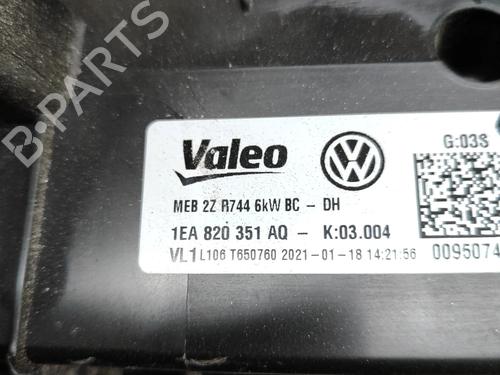 Valeo
G:03S
MEB 2Z R744 6kW BC - DH
1EA 820 351 AQ - K:03.004
VL1 L106 T650760 2021-01-18 14:21:56
0095074
B-PARTS